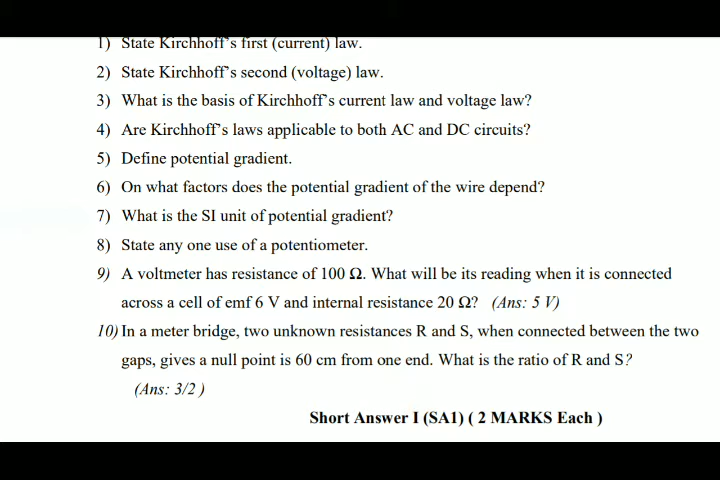 1) State Kirchhoff's first (current) law.
2) State Kirchhoff's second (voltage) law.
3) What is the basis of Kirchhoff's current law and voltage law?
4) Are Kirchhoff's laws applicable to both AC and DC circuits?
5) Define potential gradient.
6) On what factors does the potential gradient of the wire depend?
7) What is the SI unit of potential gradient?
8) State any one use of a potentiometer.
9) A voltmeter has resistance of 100 Ω. What will be its reading when it is connected
across a cell of emf 6 V and internal resistance 20 Ω? (Ans: 5 V)
10) In a meter bridge, two unknown resistances R and S, when connected between the two
gaps, gives a null point is 60 cm from one end. What is the ratio of R and S?
(Ans: 3/2 )
Short Answer I (SA1) ( 2 MARKS Each )